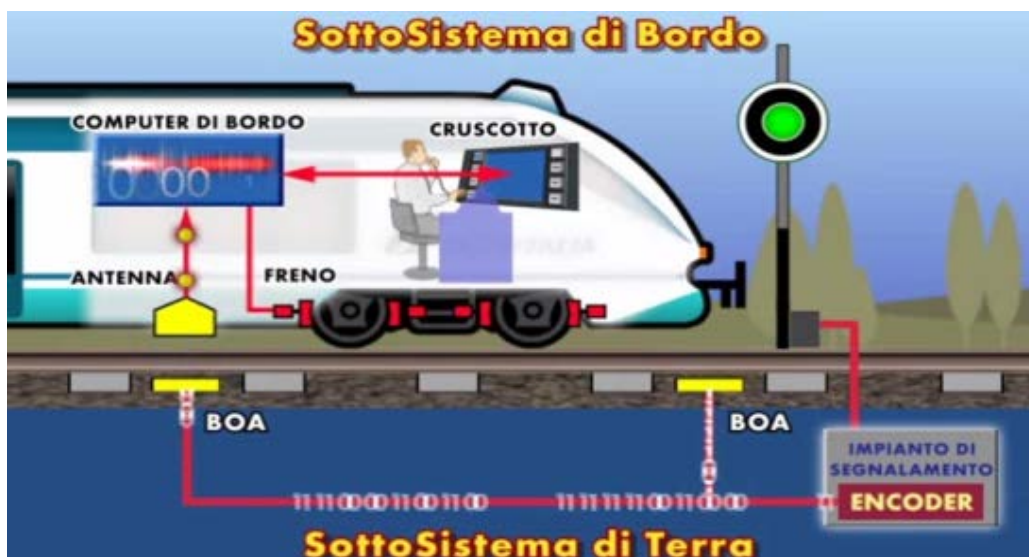 SottoSistema di Bordo
COMPUTER DI BORDO
CRUSCOTTO
ANTENNA
FRENO
BOA
BOA
IMPIANTO DI
SEGNALAMENTO
ENCODER
SottoSistema di Terra